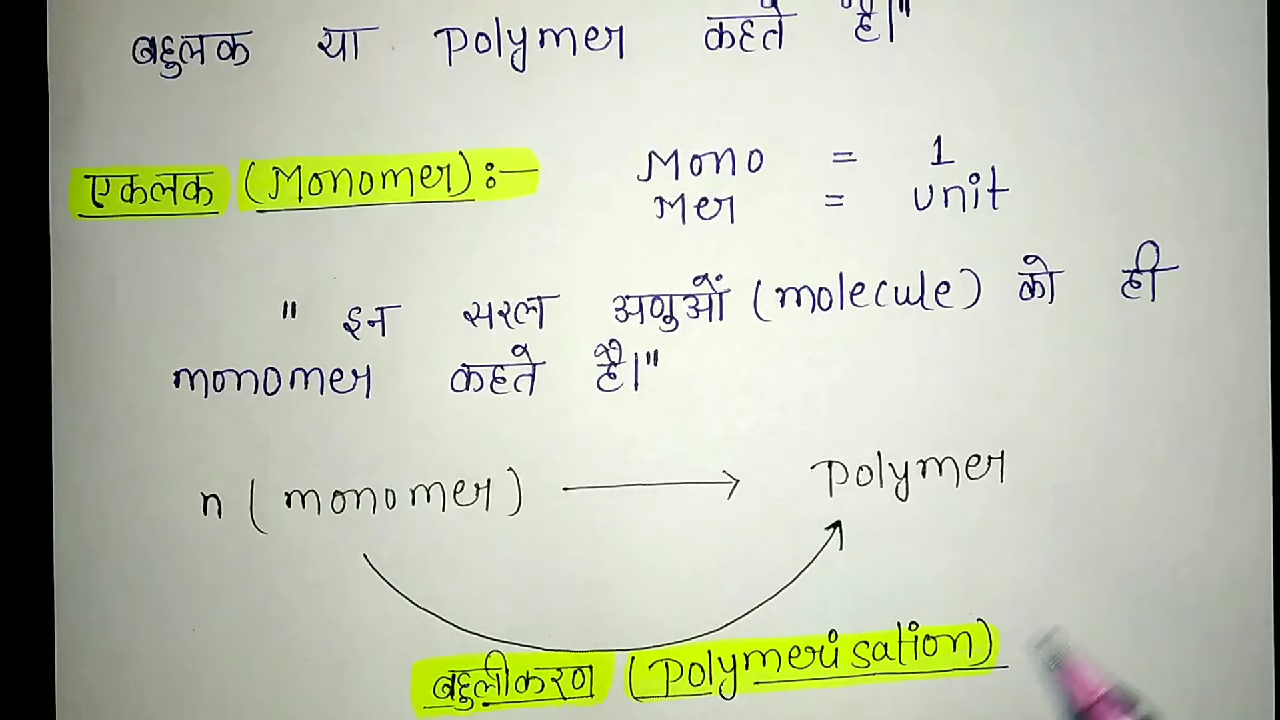 बहुलक या Polymer कहते है।"
एकलक (Monomer):- Mono = 1
Mer = unit
" इन सरल अणुओं (molecule) को ही
monomer कहते है।"
n (monomer) ⟶ Polymer
बहुलीकरण (Polymerisation)